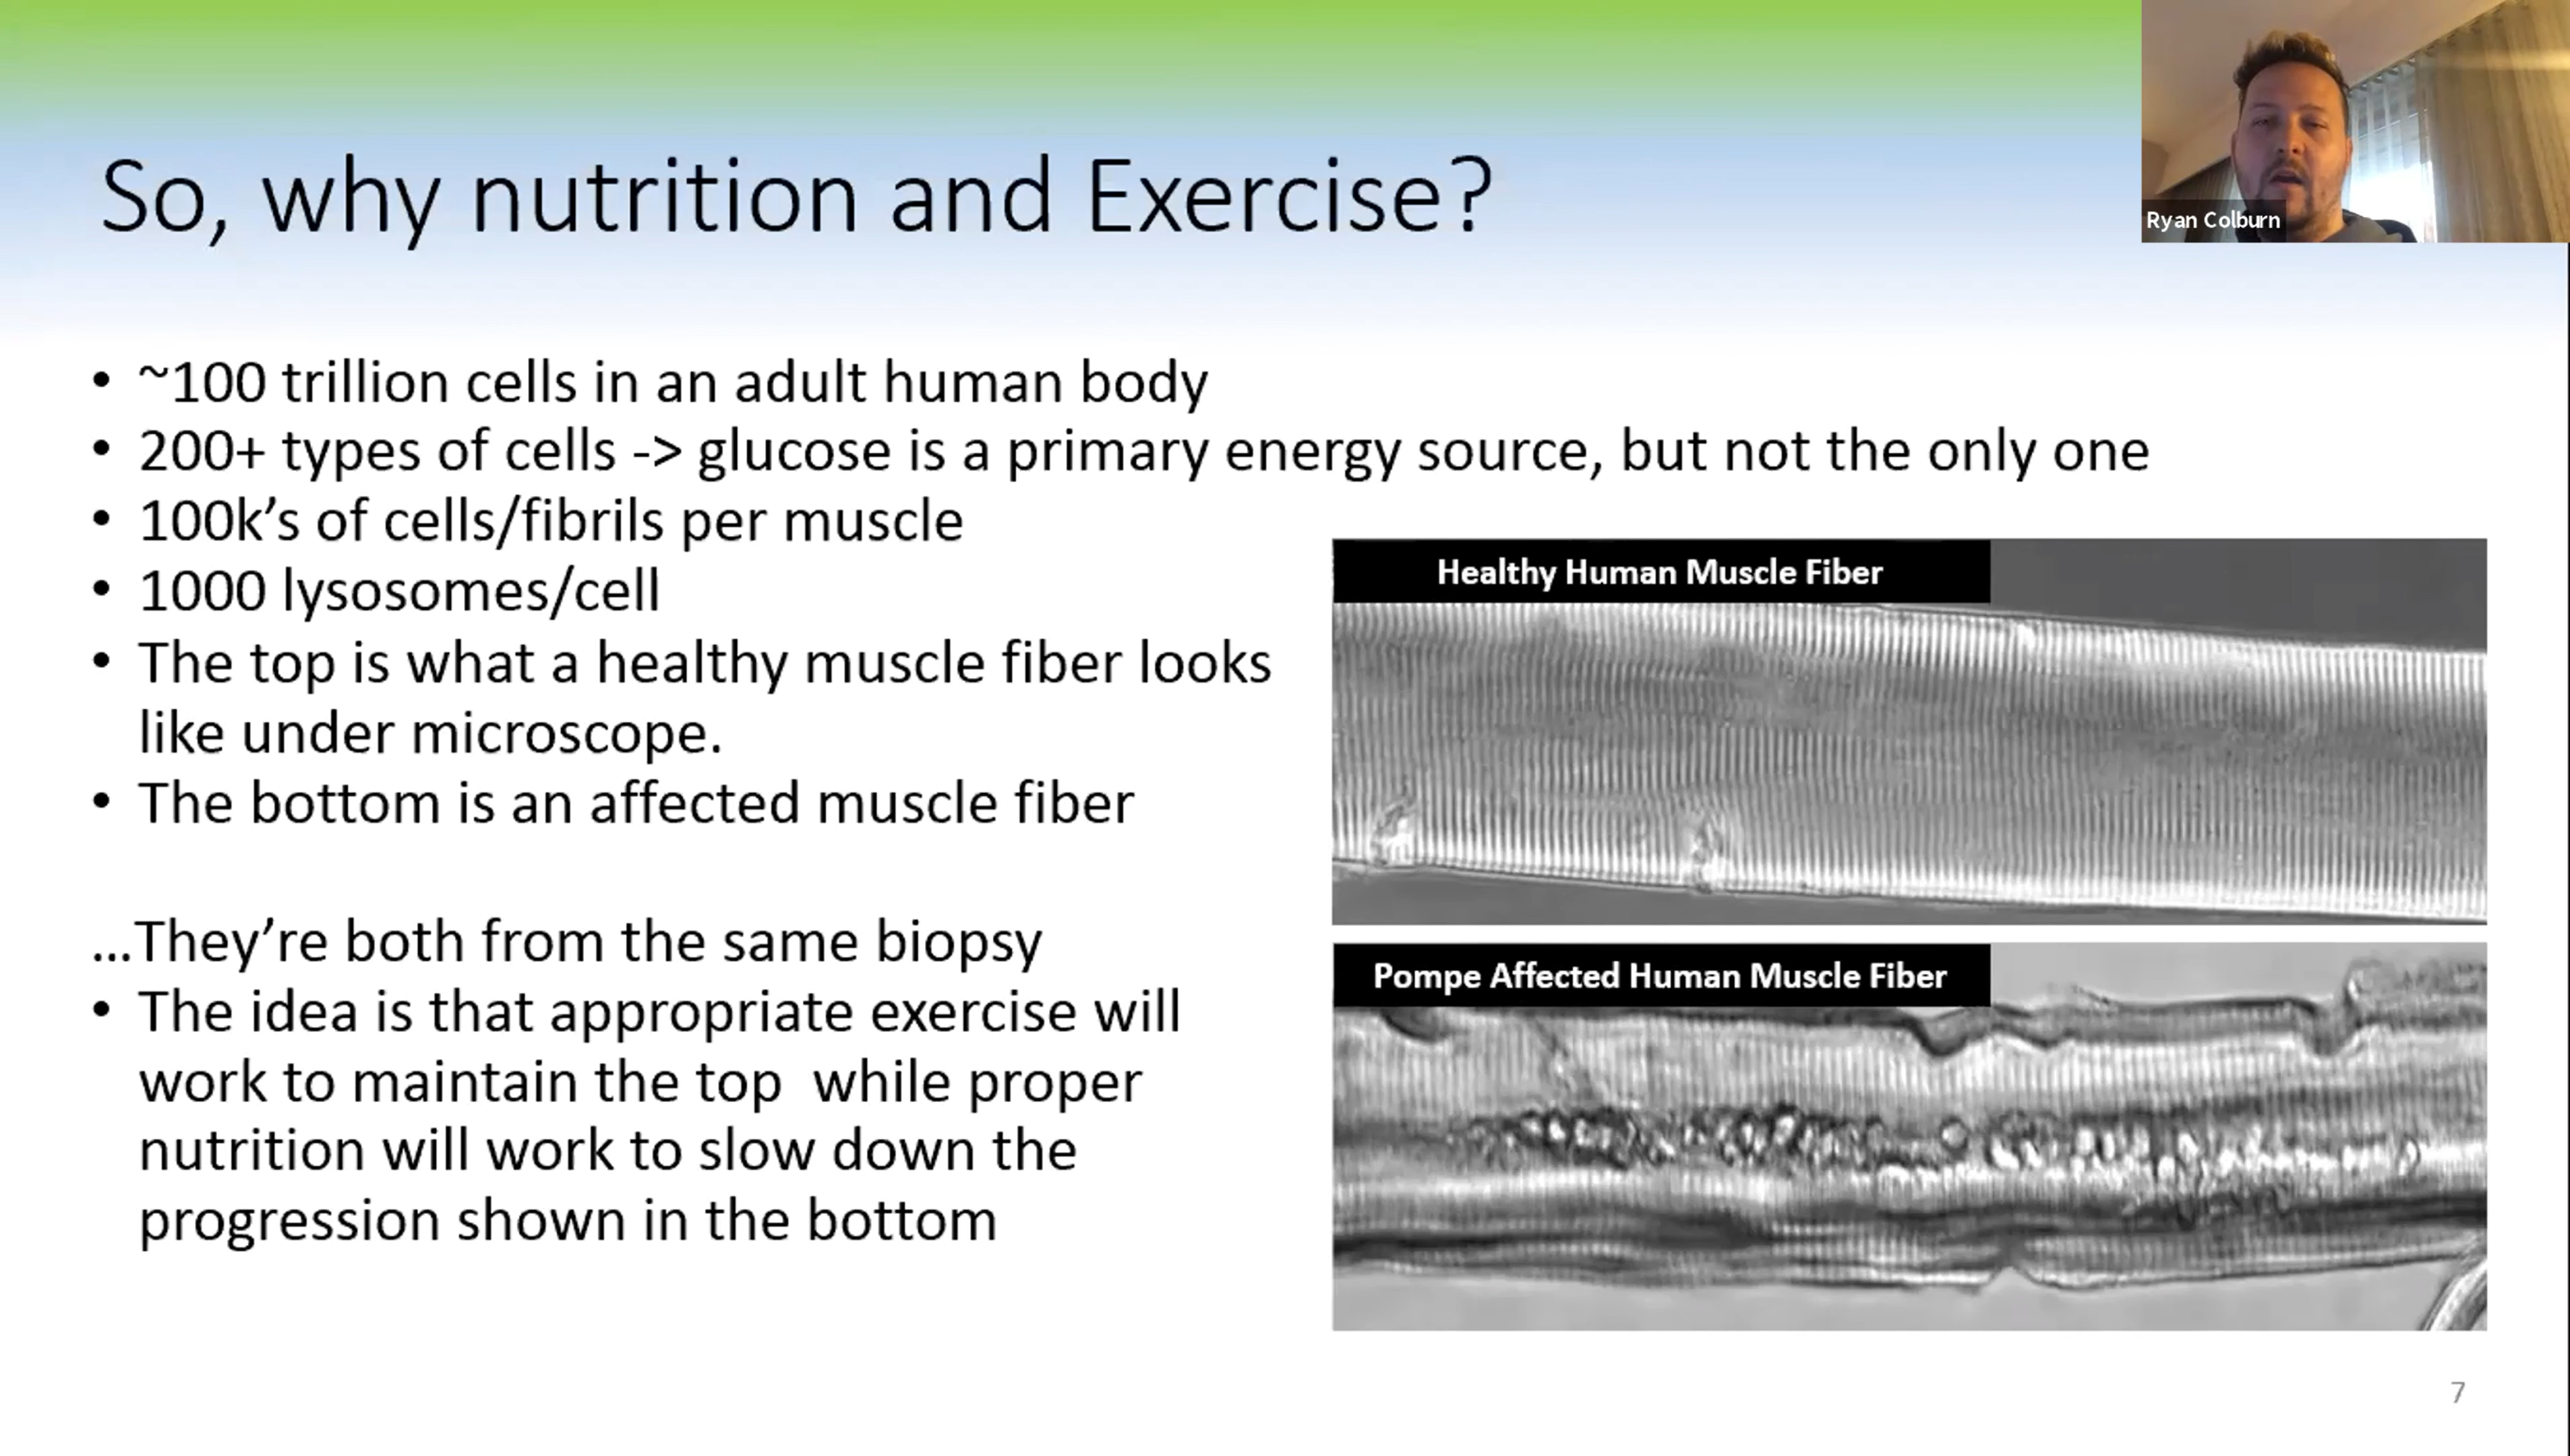 So, why nutrition and Exercise?
Ryan Colburn
• ~100 trillion cells in an adult human body
• 200+ types of cells -> glucose is a primary energy source, but not the only one
• 100k’s of cells/fibrils per muscle
• 1000 lysosomes/cell
• The top is what a healthy muscle fiber looks
like under microscope.
• The bottom is an affected muscle fiber
...They’re both from the same biopsy
• The idea is that appropriate exercise will
work to maintain the top  while proper
nutrition will work to slow down the
progression shown in the bottom
Healthy Human Muscle Fiber
Pompe Affected Human Muscle Fiber
7